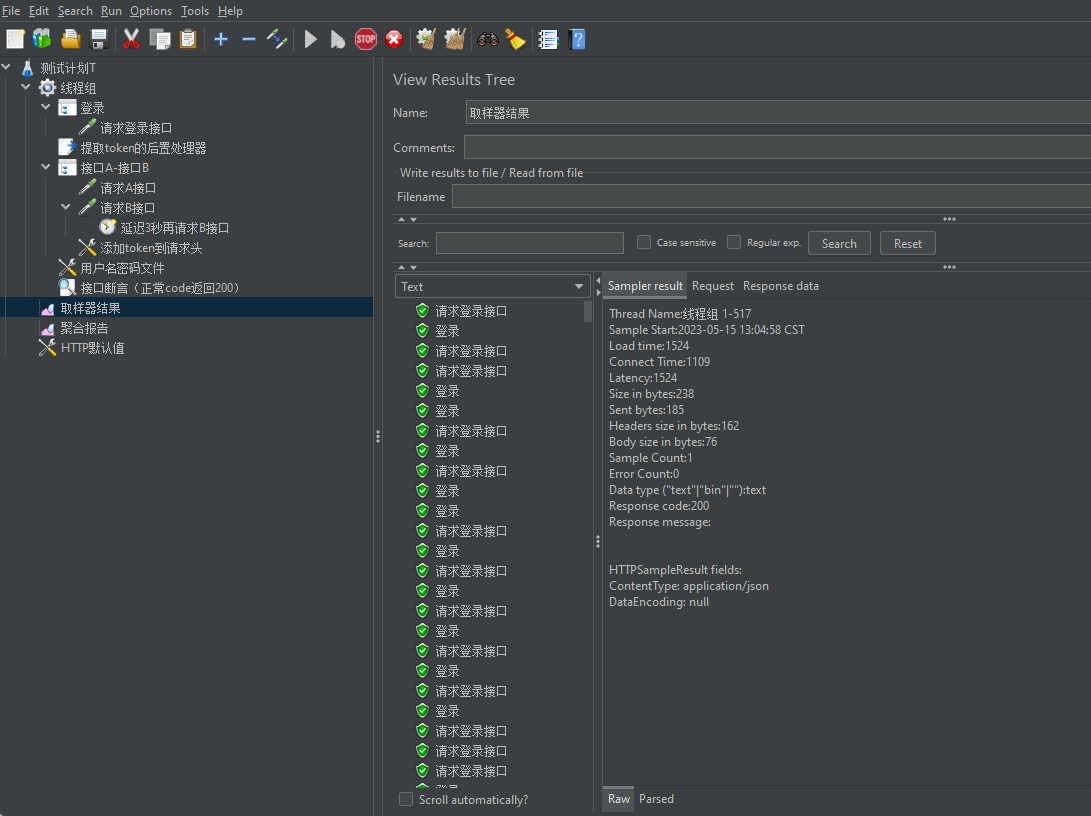 File Edit Search Run Options Tools Help
STOP
测试计划T
线程组
登录
请求登录接口
提取token的后置处理器
接口A-接口B
请求A接口
请求B接口
延迟3秒再请求B接口
添加token到请求头
用户名密码文件
接口断言（正常code返回200）
取样器结果
聚合报告
HTTP默认值
View Results Tree
Name: 取样器结果
Comments:
Write results to file / Read from file
Filename
Search: Case sensitive Regular exp. Search Reset
Text
请求登录接口
登录
请求登录接口
请求登录接口
登录
登录
请求登录接口
登录
请求登录接口
登录
登录
请求登录接口
登录
请求登录接口
登录
请求登录接口
登录
请求登录接口
登录
请求登录接口
登录
请求登录接口
请求登录接口
请求登录接口
Scroll automatically?
Sampler result Request Response data
Thread Name:线程组 1-517
Sample Start:2023-05-15 13:04:58 CST
Load time:1524
Connect Time:1109
Latency:1524
Size in bytes:238
Sent bytes:185
Headers size in bytes:162
Body size in bytes:76
Sample Count:1
Error Count:0
Data type ("text"|"bin"|""):text
Response code:200
Response message:
HTTPSampleResult fields:
ContentType: application/json
DataEncoding: null
Raw Parsed